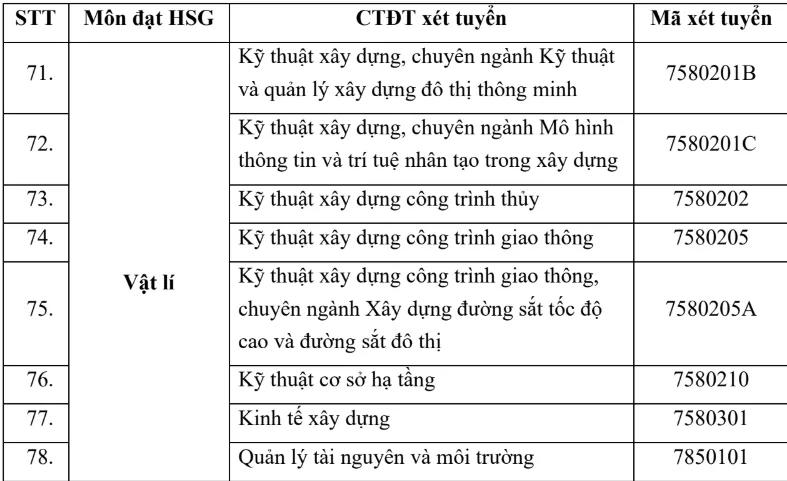 STT Môn đạt HSG CTĐT xét tuyển Mã xét tuyển
71. Kỹ thuật xây dựng, chuyên ngành Kỹ thuật
và quản lý xây dựng đô thị thông minh 7580201B
72. Kỹ thuật xây dựng, chuyên ngành Mô hình
thông tin và trí tuệ nhân tạo trong xây dựng 7580201C
73. Kỹ thuật xây dựng công trình thủy 7580202
74. Kỹ thuật xây dựng công trình giao thông 7580205
Vật lí
75. Kỹ thuật xây dựng công trình giao thông,
chuyên ngành Xây dựng đường sắt tốc độ 7580205A
cao và đường sắt đô thị
76. Kỹ thuật cơ sở hạ tầng 7580210
77. Kinh tế xây dựng 7580301
78. Quản lý tài nguyên và môi trường 7850101